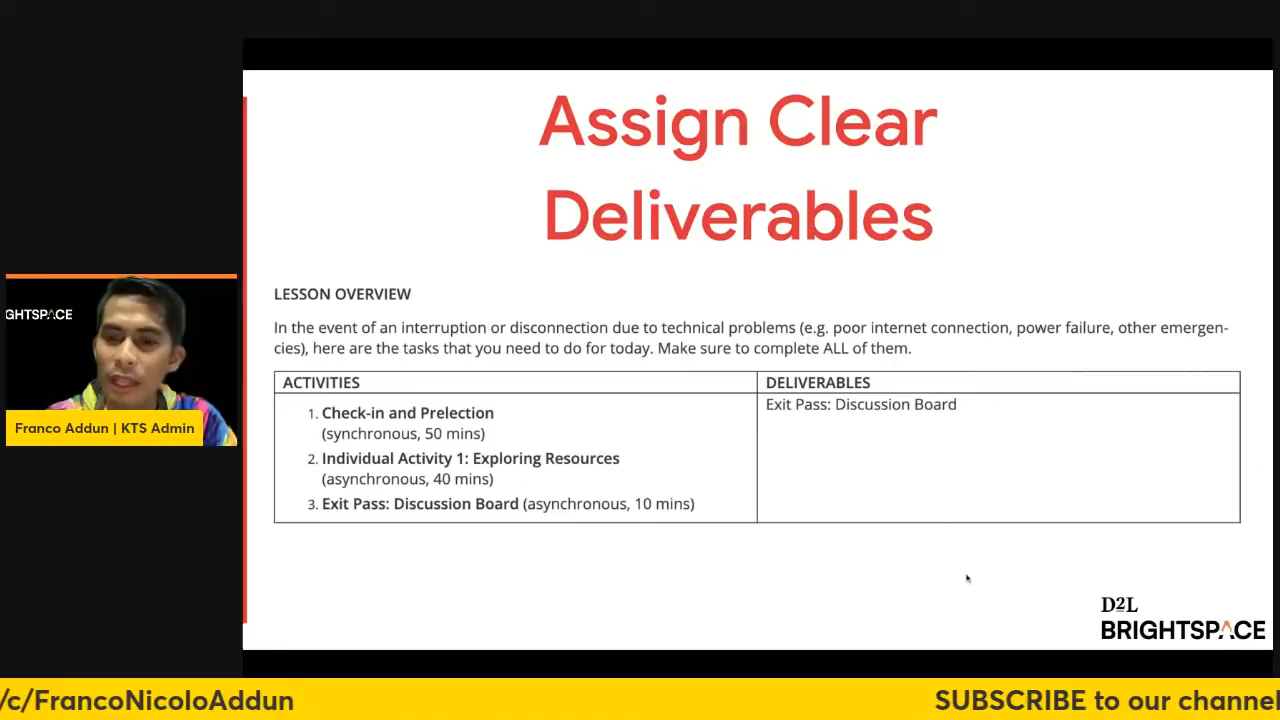 Assign Clear
Deliverables
LESSON OVERVIEW
In the event of an interruption or disconnection due to technical problems (e.g. poor internet connection, power failure, other emergen-
cies), here are the tasks that you need to do for today. Make sure to complete ALL of them.
ACTIVITIES
DELIVERABLES
1. Check-in and Prelection
(synchronous, 50 mins)
2. Individual Activity 1: Exploring Resources
(asynchronous, 40 mins)
3. Exit Pass: Discussion Board (asynchronous, 10 mins)
Exit Pass: Discussion Board
GHTSPACE
Franco Addun | KTS Admin
D2L
BRIGHTSPACE
/c/FrancoNicoloAddun
SUBSCRIBE to our channel